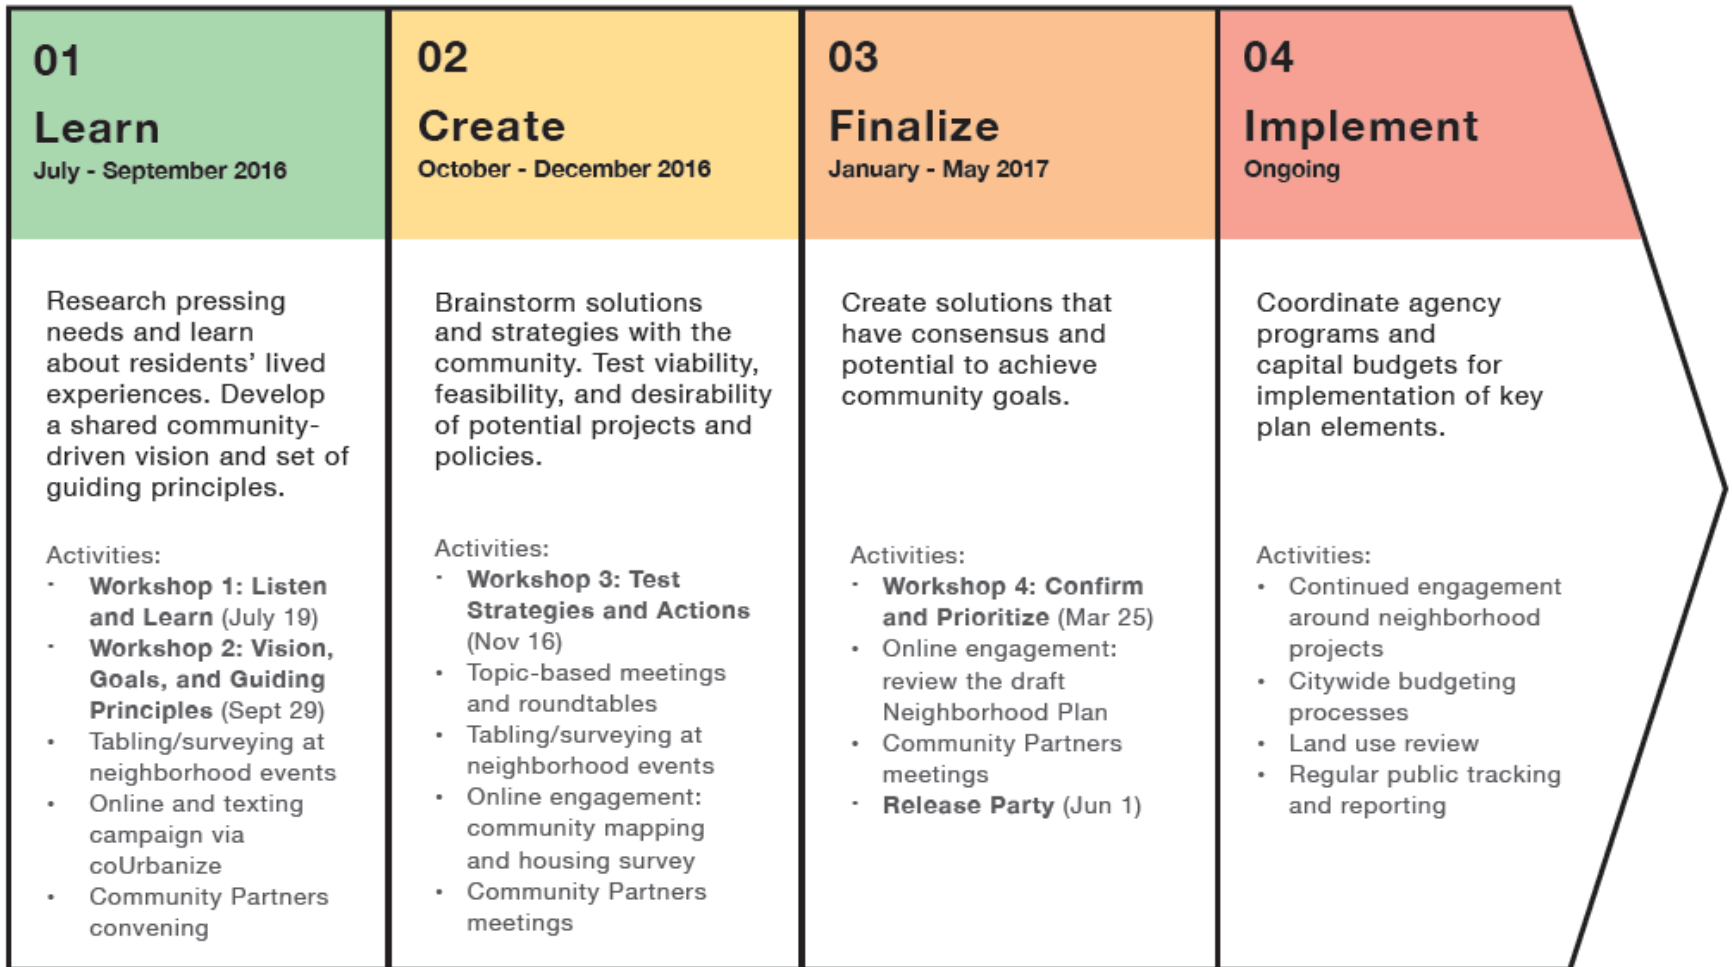 01
Learn
July - September 2016
Research pressing
needs and learn
about residents’ lived
experiences. Develop
a shared community-
driven vision and set of
guiding principles.
Activities:
- Workshop 1: Listen
and Learn (July 19)
- Workshop 2: Vision,
Goals, and Guiding
Principles (Sept 29)
• Tabling/surveying at
neighborhood events
• Online and texting
campaign via
coUrbanize
• Community Partners
convening
02
Create
October - December 2016
Brainstorm solutions
and strategies with the
community. Test viability,
feasibility, and desirability
of potential projects and
policies.
Activities:
- Workshop 3: Test
Strategies and Actions
(Nov 16)
• Topic-based meetings
and roundtables
• Tabling/surveying at
neighborhood events
• Online engagement:
community mapping
and housing survey
• Community Partners
meetings
03
Finalize
January - May 2017
Create solutions that
have consensus and
potential to achieve
community goals.
Activities:
- Workshop 4: Confirm
and Prioritize (Mar 25)
• Online engagement:
review the draft
Neighborhood Plan
• Community Partners
meetings
- Release Party (Jun 1)
04
Implement
Ongoing
Coordinate agency
programs and
capital budgets for
implementation of key
plan elements.
Activities:
• Continued engagement
around neighborhood
projects
• Citywide budgeting
processes
• Land use review
• Regular public tracking
and reporting